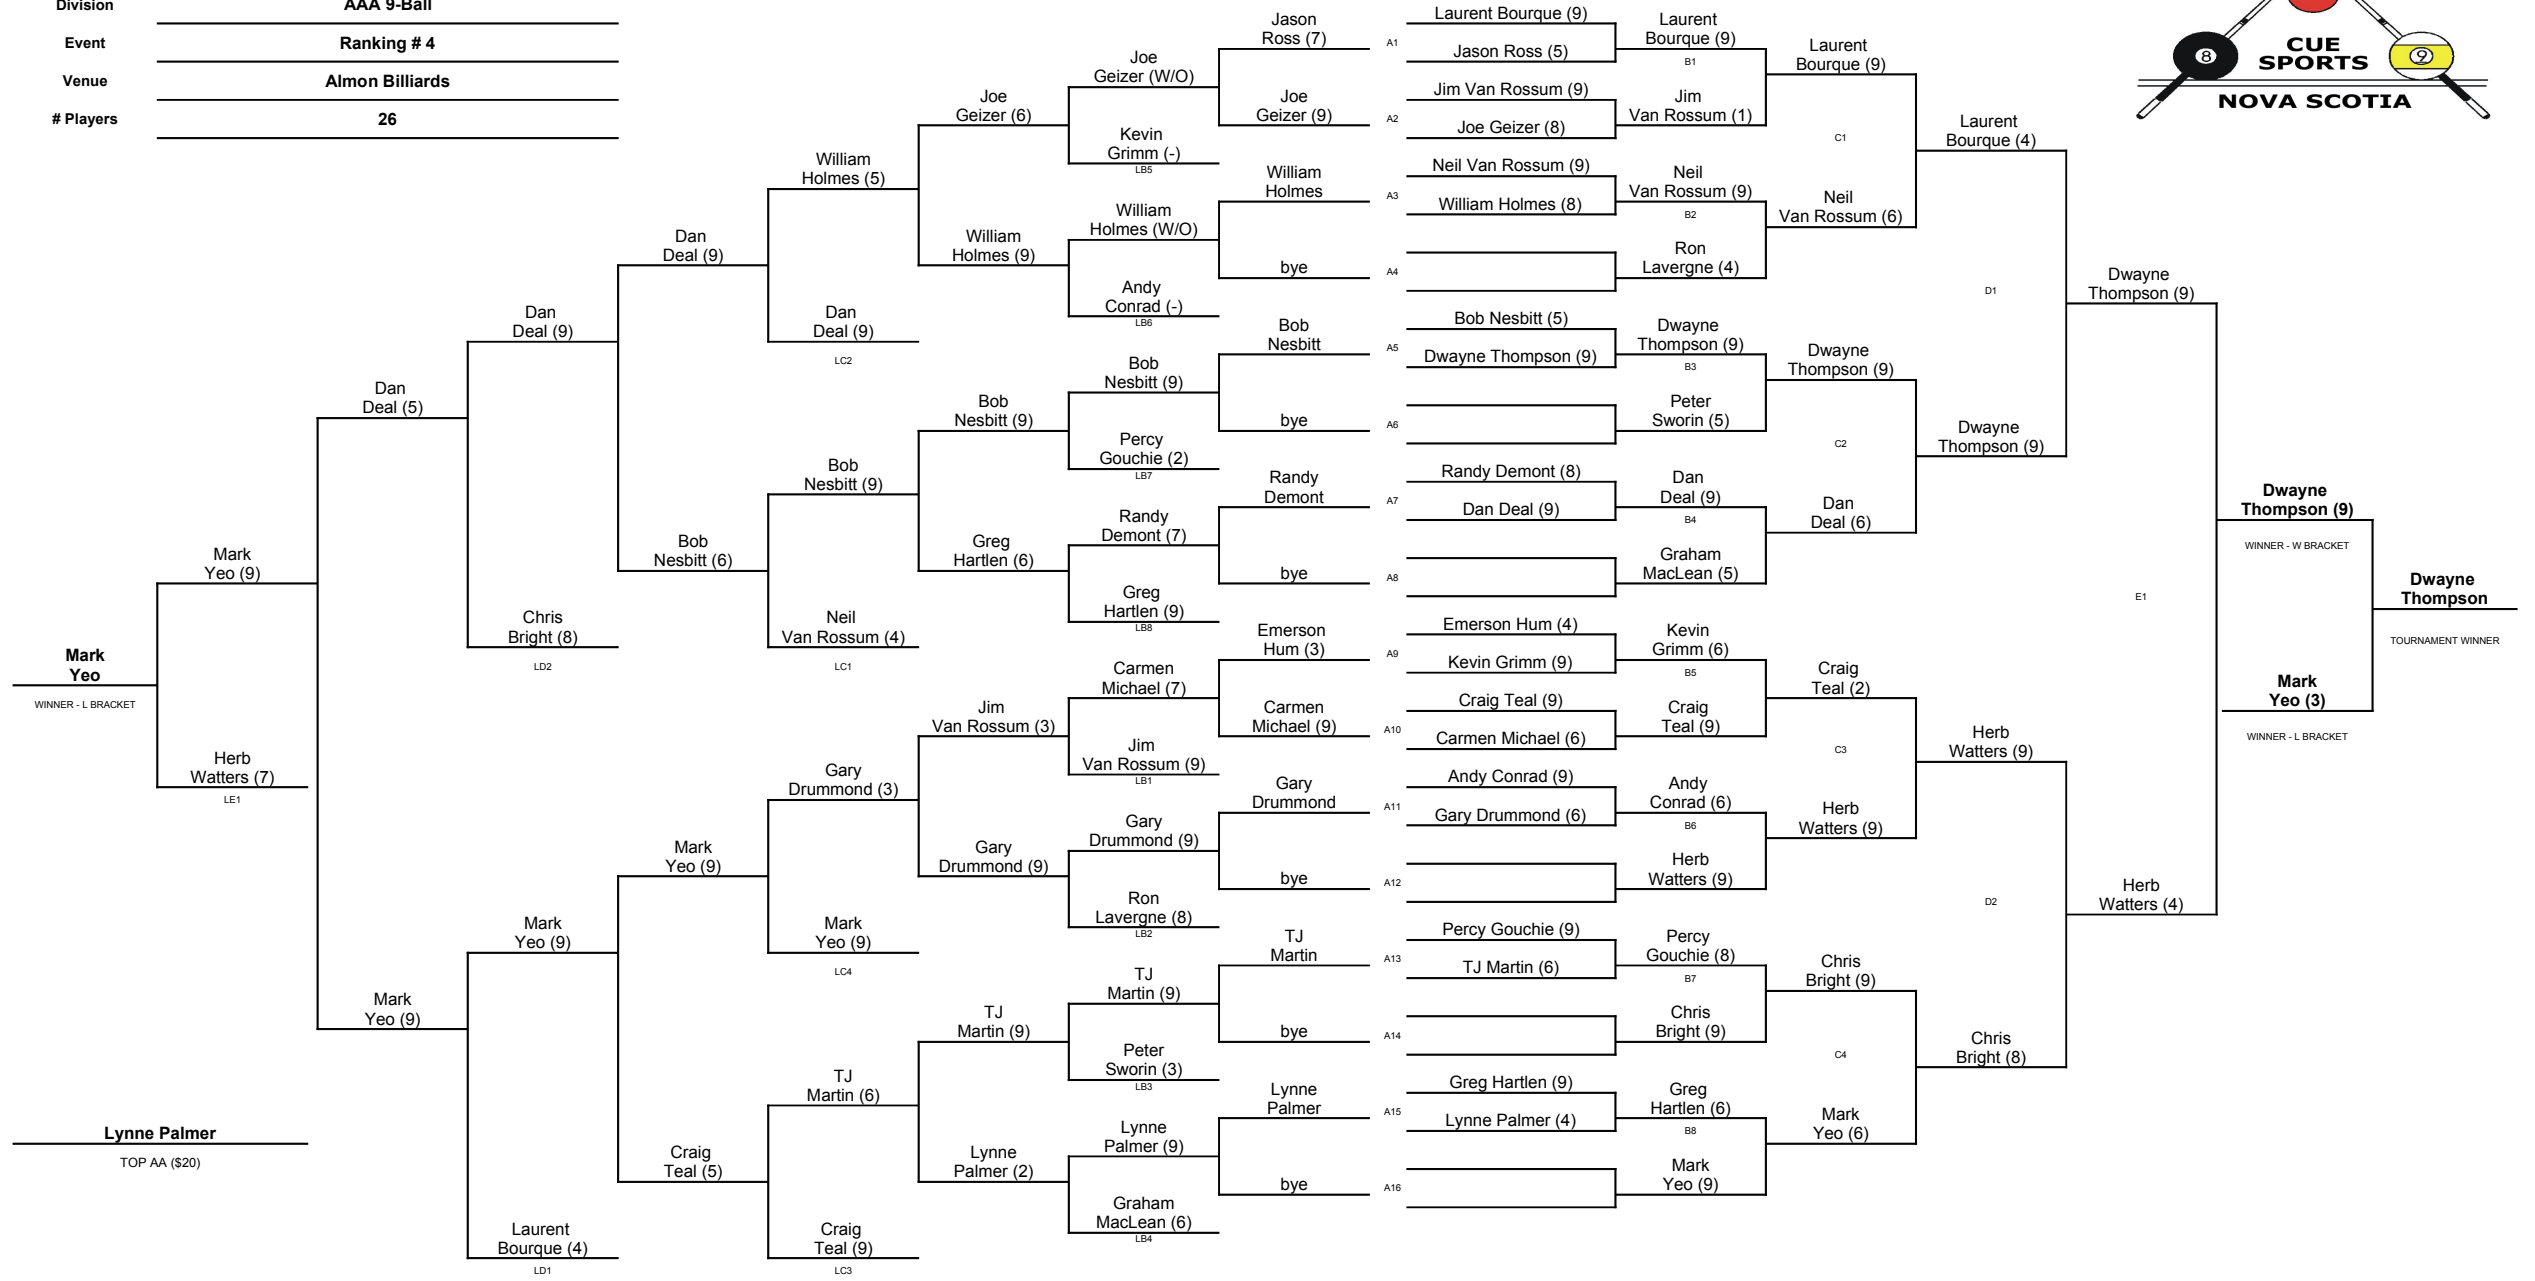 Division
AAA 9-Ball
Event
Ranking # 4
Venue
Almon Billiards
# Players
26
8
CUE
SPORTS
9
NOVA SCOTIA
Mark
Yeo
WINNER - L BRACKET
Lynne Palmer
TOP AA ($20)
Mark
Yeo (9)
Herb
Watters (7)
LE1
Dan
Deal (5)
Mark
Yeo (9)
Dan
Deal (9)
Chris
Bright (8)
LD2
Mark
Yeo (9)
Laurent
Bourque (4)
LD1
Dan
Deal (9)
Bob
Nesbitt (6)
Mark
Yeo (9)
Craig
Teal (5)
William
Holmes (5)
Dan
Deal (9)
LC2
Bob
Nesbitt (9)
Neil
Van Rossum (4)
LC1
Gary
Drummond (3)
Mark
Yeo (9)
LC4
TJ
Martin (6)
Craig
Teal (9)
LC3
Joe
Geizer (6)
William
Holmes (9)
Bob
Nesbitt (9)
Greg
Hartlen (6)
Jim
Van Rossum (3)
Gary
Drummond (9)
TJ
Martin (9)
Lynne
Palmer (2)
Joe
Geizer (W/O)
Kevin
Grimm (-)
LB5
William
Holmes (W/O)
Andy
Conrad (-)
LB6
Bob
Nesbitt (9)
Percy
Gouchie (2)
LB7
Randy
Demont (7)
Greg
Hartlen (9)
LB8
Carmen
Michael (7)
Jim
Van Rossum (9)
LB1
Gary
Drummond (9)
Ron
Lavergne (8)
LB2
TJ
Martin (9)
Peter
Sworin (3)
LB3
Lynne
Palmer (9)
Graham
MacLean (6)
LB4
Jason
Ross (7)
Joe
Geizer (9)
William
Holmes
bye
Bob
Nesbitt
bye
Randy
Demont
bye
Emerson
Hum (3)
Carmen
Michael (9)
Gary
Drummond
bye
TJ
Martin
bye
Lynne
Palmer
bye
A1
A2
A3
A4
A5
A6
A7
A8
A9
A10
A11
A12
A13
A14
A15
A16
Laurent Bourque (9)
Jason Ross (5)
Jim Van Rossum (9)
Joe Geizer (8)
Neil Van Rossum (9)
William Holmes (8)
Bob Nesbitt (5)
Dwayne Thompson (9)
Randy Demont (8)
Dan Deal (9)
Emerson Hum (4)
Kevin Grimm (9)
Craig Teal (9)
Carmen Michael (6)
Andy Conrad (9)
Gary Drummond (6)
Percy Gouchie (9)
TJ Martin (6)
Greg Hartlen (9)
Lynne Palmer (4)
Laurent
Bourque (9)
B1
Jim
Van Rossum (1)
Neil
Van Rossum (9)
B2
Ron
Lavergne (4)
Dwayne
Thompson (9)
B3
Peter
Sworin (5)
Dan
Deal (9)
B4
Graham
MacLean (5)
Kevin
Grimm (6)
B5
Craig
Teal (9)
Andy
Conrad (6)
B6
Herb
Watters (9)
Percy
Gouchie (8)
B7
Chris
Bright (9)
Greg
Hartlen (6)
B8
Mark
Yeo (9)
Laurent
Bourque (9)
C1
Neil
Van Rossum (6)
Dwayne
Thompson (9)
C2
Dan
Deal (6)
Craig
Teal (2)
C3
Herb
Watters (9)
Chris
Bright (9)
C4
Mark
Yeo (6)
Laurent
Bourque (4)
D1
Dwayne
Thompson (9)
Herb
Watters (9)
D2
Chris
Bright (8)
Dwayne
Thompson (9)
E1
Herb
Watters (4)
Dwayne
Thompson (9)
WINNER - W BRACKET
Mark
Yeo (3)
WINNER - L BRACKET
Dwayne
Thompson
TOURNAMENT WINNER